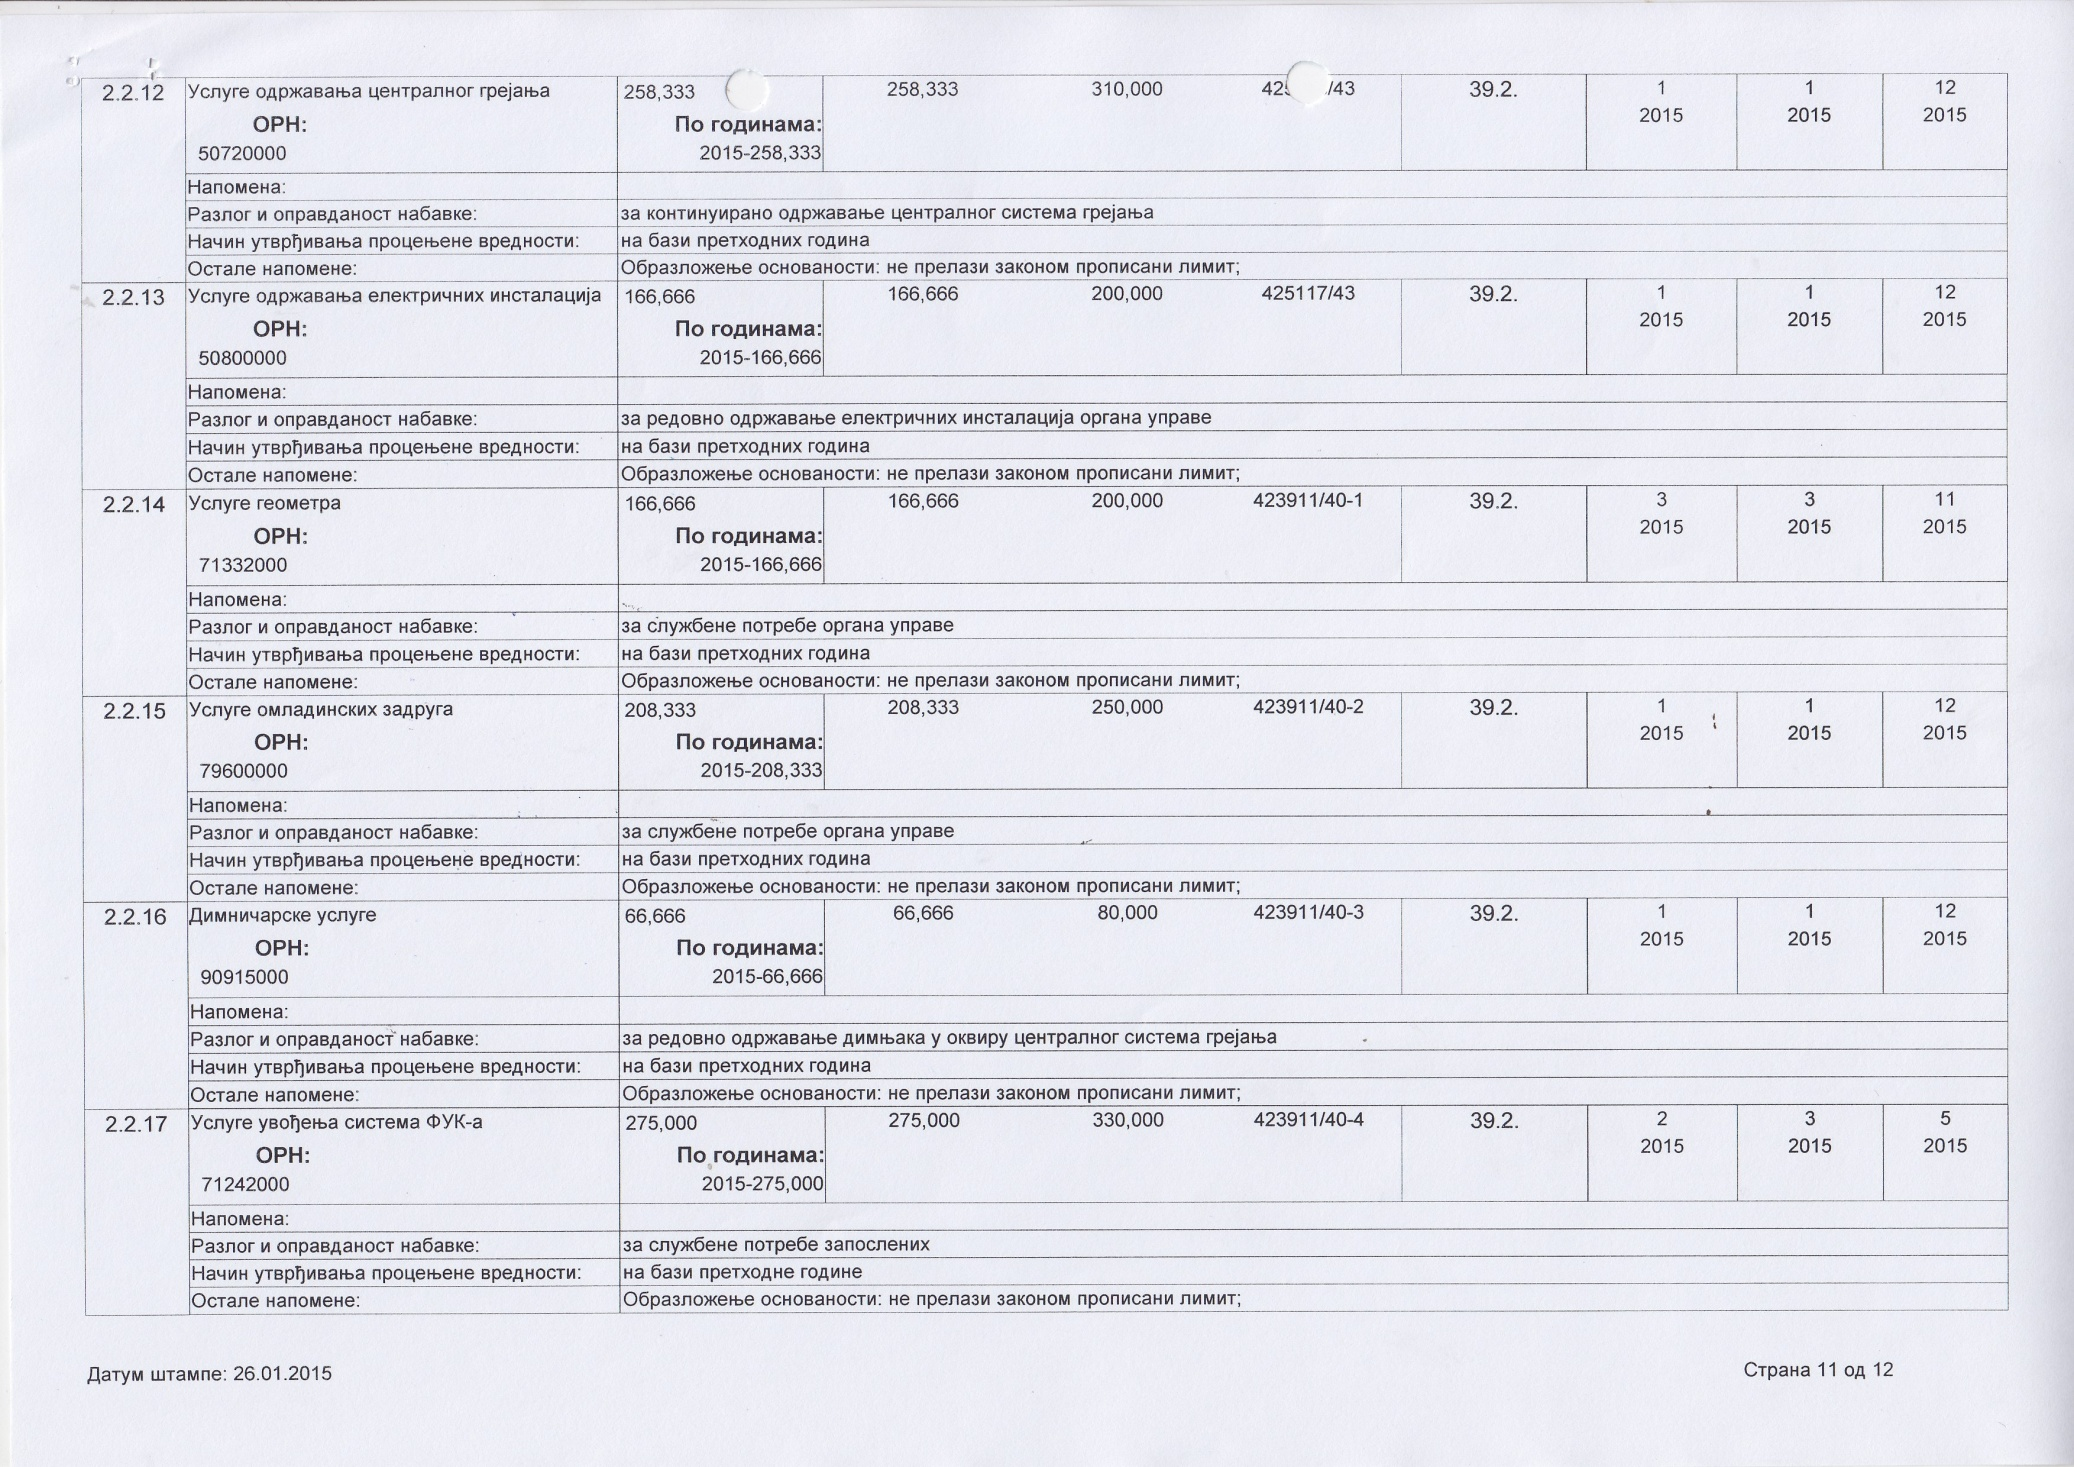 2.2.12 Услуге одржавања централног грејања 258,333 258,333 310,000 /43 39.2. 1 1 12
2015 2015 2015
ОРН: По годинама:
50720000 2015-258,333
Напомена:
Разлог и оправданост набавке: за континуирано одржавање централног система грејања
Начин утврђивања процењене вредности: на бази претходних година
Остале напомене: Образложење основаности: не прелази законом прописани лимит;
2.2.13 Услуге одржавања електричних инсталација 166,666 166,666 200,000 425117/43 39.2. 1 1 12
2015 2015 2015
ОРН: По годинама:
50800000 2015-166,666
Напомена:
Разлог и оправданост набавке: за редовно одржавање електричних инсталација органа управе
Начин утврђивања процењене вредности: на бази претходних година
Остале напомене: Образложење основаности: не прелази законом прописани лимит;
2.2.14 Услуге геометра 166,666 166,666 200,000 423911/40-1 39.2. 3 3 11
2015 2015 2015
ОРН: По годинама:
71332000 2015-166,666
Напомена:
Разлог и оправданост набавке: за службене потребе органа управе
Начин утврђивања процењене вредности: на бази претходних година
Остале напомене: Образложење основаности: не прелази законом прописани лимит;
2.2.15 Услуге омладинских задруга 208,333 208,333 250,000 423911/40-2 39.2. 1 1 12
2015 2015 2015
ОРН: По годинама:
79600000 2015-208,333
Напомена:
Разлог и оправданост набавке: за службене потребе органа управе
Начин утврђивања процењене вредности: на бази претходних година
Остале напомене: Образложење основаности: не прелази законом прописани лимит;
2.2.16 Димничарске услуге 66,666 66,666 80,000 423911/40-3 39.2. 1 1 12
2015 2015 2015
ОРН: По годинама:
90915000 2015-66,666
Напомена:
Разлог и оправданост набавке: за редовно одржавање димњака у оквиру централног система грејања
Начин утврђивања процењене вредности: на бази претходних година
Остале напомене: Образложење основаности: не прелази законом прописани лимит;
2.2.17 Услуге увођења система ФУК-а 275,000 275,000 330,000 423911/40-4 39.2. 2 3 5
2015 2015 2015
ОРН: По годинама:
71242000 2015-275,000
Напомена:
Разлог и оправданост набавке: за службене потребе запослених
Начин утврђивања процењене вредности: на бази претходне године
Остале напомене: Образложење основаности: не прелази законом прописани лимит;
Датум штампе: 26.01.2015 Страна 11 од 12